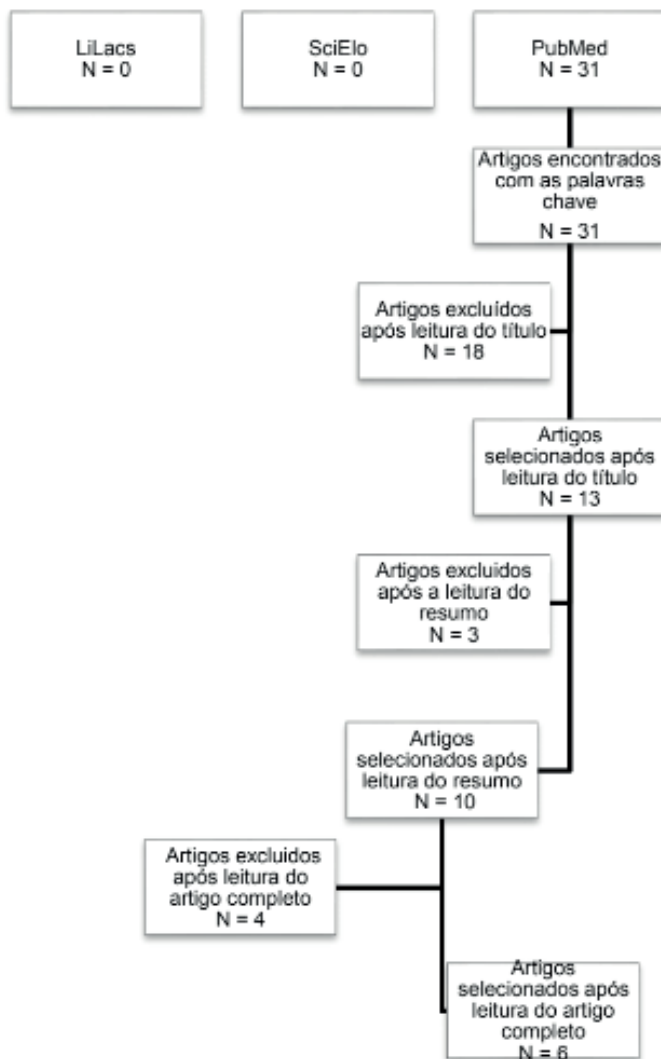 LiLacs
N = 0
SciElo
N = 0
PubMed
N = 31
Artigos encontrados
com as palavras
chave
N = 31
Artigos excluídos
após leitura do título
N = 18
Artigos
selecionados após
leitura do título
N = 13
Artigos excluidos
após a leitura do
resumo
N = 3
Artigos
selecionados após
leitura do resumo
N = 10
Artigos excluidos
após leitura do
artigo completo
N = 4
Artigos
selecionados após
leitura do artigo
completo
N = 6